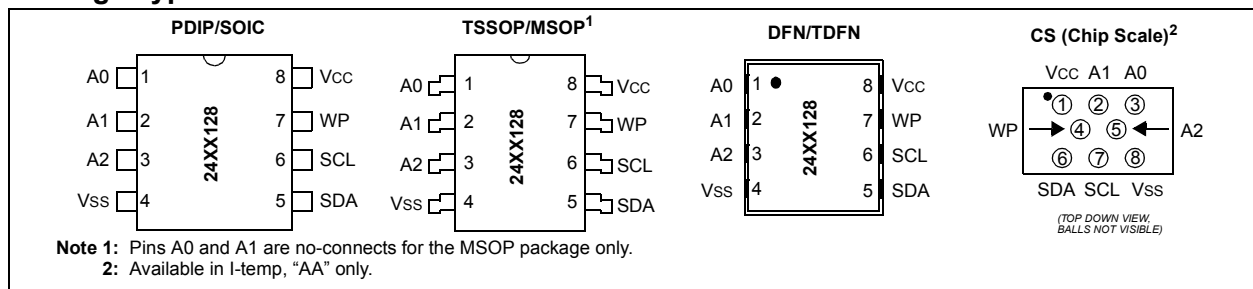 PDIP/SOIC
A0 1 8 VCC
A1 2 7 WP
A2 3 6 SCL
VSS 4 5 SDA
24XX128
TSSOP/MSOP1
A0 1 8 VCC
A1 2 7 WP
A2 3 6 SCL
VSS 4 5 SDA
24XX128
DFN/TDFN
A0 1 8 VCC
A1 2 7 WP
A2 3 6 SCL
VSS 4 5 SDA
24XX128
CS (Chip Scale)2
VCC A1 A0
1 2 3
WP 4 5 A2
6 7 8
SDA SCL VSS
(TOP DOWN VIEW,
BALLS NOT VISIBLE)
Note 1: Pins A0 and A1 are no-connects for the MSOP package only.
2: Available in I-temp, “AA” only.